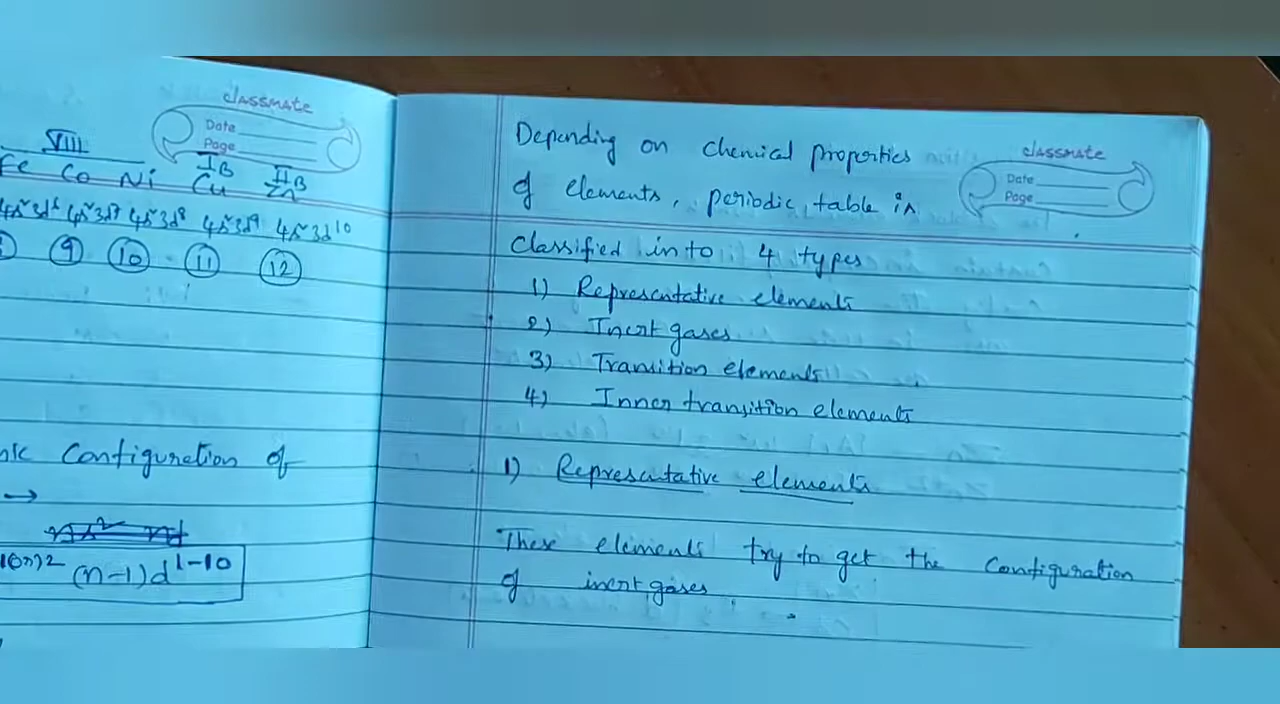 classmate
Date
Page
VIII
IB
IIB
Fe Co Ni Cu Zn
4s²3d⁶ 4s²3d⁷ 4s²3d⁸ 4s²3d⁹ 4s²3d¹⁰
9 10 11 12
Configuration of
→
(n-1)d¹⁻¹⁰
classmate
Date
Page
Depending on chemical properties
of elements, periodic table is
Classified in to 4 types
1) Representative elements
2) Inert gases
3) Transition elements
4) Inner transition elements
1) Representative elements
These elements try to get the Configuration
of inert gases